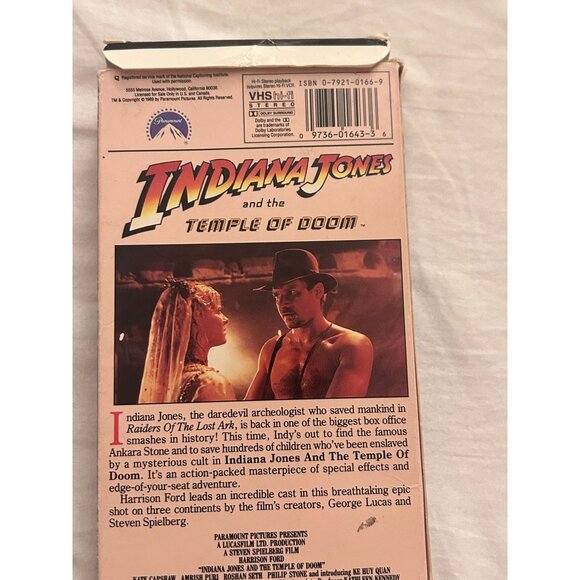 Registered service mark of the National Captioning Institute.
Used with permission.
5555 Melrose Avenue, Hollywood, California 90038
Licensed for Sale Only in U.S. and Canada.
TM & Copyright © 1989 by Paramount Pictures. All Rights Reserved.
Paramount
Hi-Fi Stereo playback
requires Stereo Hi-Fi VCR.
VHS hi-fi
STEREO
DOLBY SURROUND
Dolby and the
are trademarks of
Dolby Laboratories
Licensing Corporation.
ISBN 0-7921-0166-9
0 9736-01643-3 6
INDIANA JONES
and the
TEMPLE OF DOOM™
Indiana Jones, the daredevil archeologist who saved mankind in
Raiders Of The Lost Ark, is back in one of the biggest box office
smashes in history! This time, Indy's out to find the famous
Ankara Stone and to save hundreds of children who've been enslaved
by a mysterious cult in Indiana Jones And The Temple Of
Doom. It's an action-packed masterpiece of special effects and
edge-of-your-seat adventure.
Harrison Ford leads an incredible cast in this breathtaking epic
shot on three continents by the film's creators, George Lucas and
Steven Spielberg.
PARAMOUNT PICTURES PRESENTS
A LUCASFILM LTD. PRODUCTION
A STEVEN SPIELBERG FILM
HARRISON FORD
"INDIANA JONES AND THE TEMPLE OF DOOM"
KATE CAPSHAW AMRISH PURI ROSHAN SETH PHILIP STONE and introducing KE HUY QUAN
KATHLEEN KENNEDY